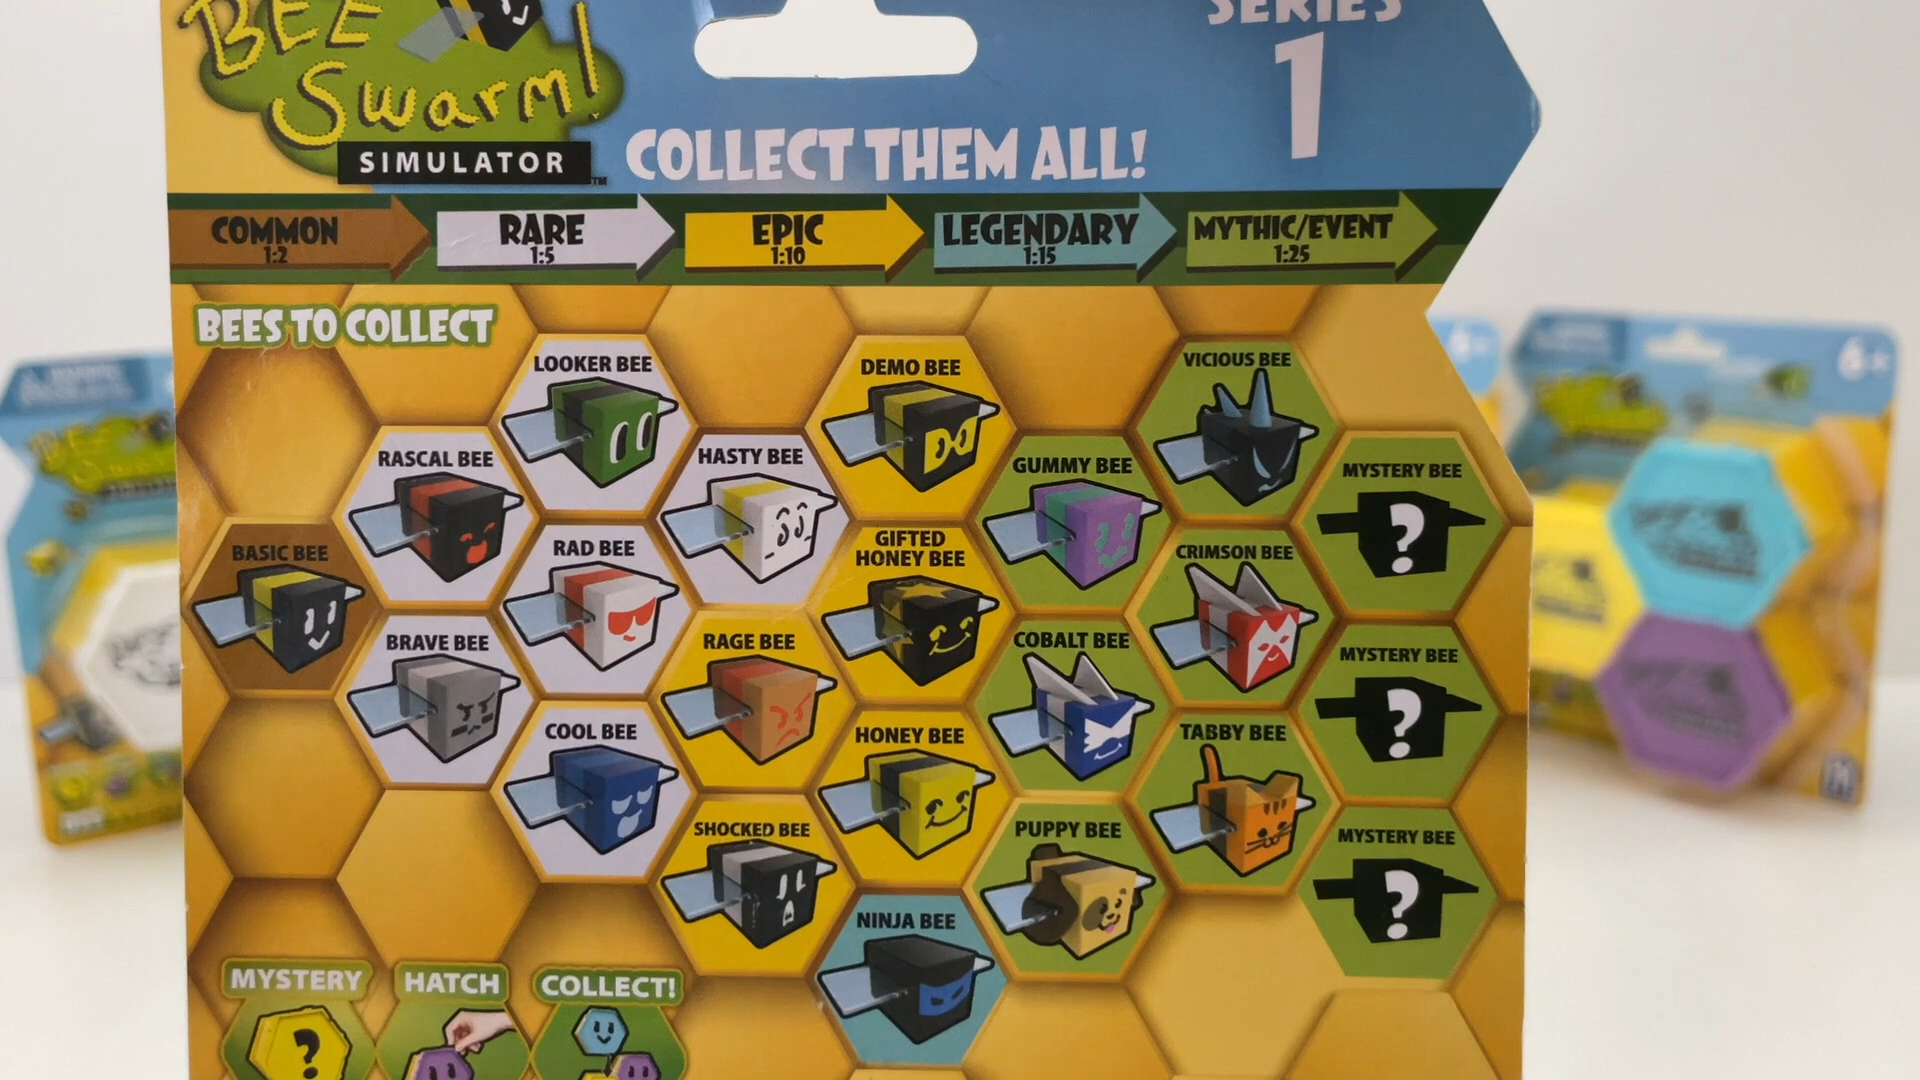 BEE
Swarm!
SIMULATOR
TM
COLLECT THEM ALL!
SERIES
1
COMMON
1:2
RARE
1:5
EPIC
1:10
LEGENDARY
1:15
MYTHIC/EVENT
1:25
BEES TO COLLECT
LOOKER BEE
DEMO BEE
VICIOUS BEE
RASCAL BEE
HASTY BEE
GUMMY BEE
MYSTERY BEE
?
BASIC BEE
RAD BEE
GIFTED
HONEY BEE
CRIMSON BEE
BRAVE BEE
RAGE BEE
COBALT BEE
MYSTERY BEE
?
COOL BEE
HONEY BEE
TABBY BEE
SHOCKED BEE
PUPPY BEE
MYSTERY BEE
?
NINJA BEE
MYSTERY
HATCH
COLLECT!
?
6+